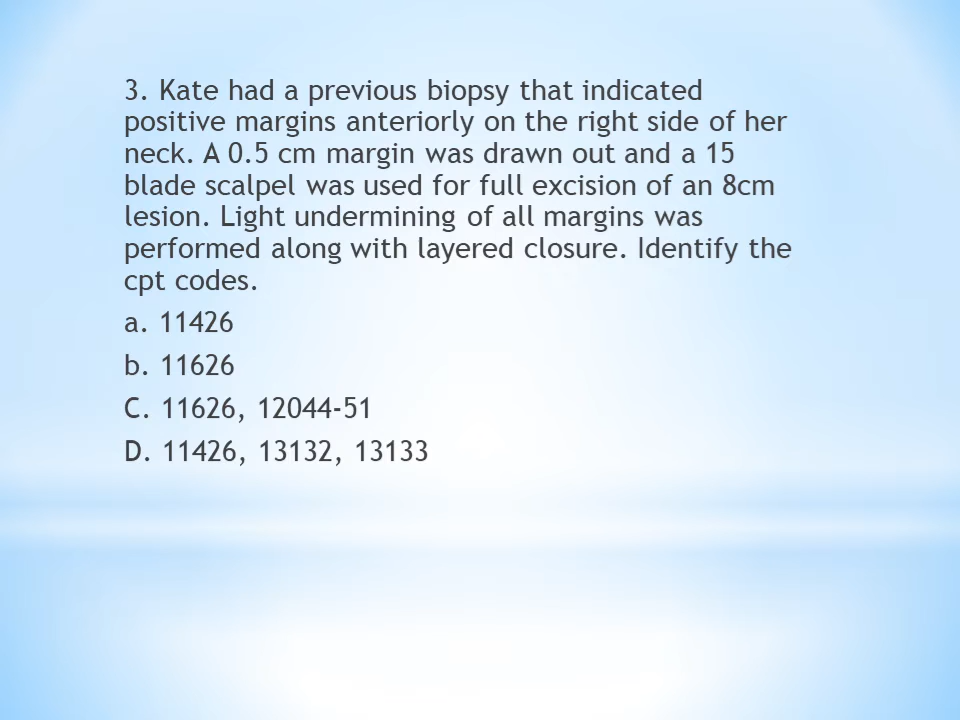 3. Kate had a previous biopsy that indicated
positive margins anteriorly on the right side of her
neck. A 0.5 cm margin was drawn out and a 15
blade scalpel was used for full excision of an 8cm
lesion. Light undermining of all margins was
performed along with layered closure. Identify the
cpt codes.
a. 11426
b. 11626
C. 11626, 12044-51
D. 11426, 13132, 13133